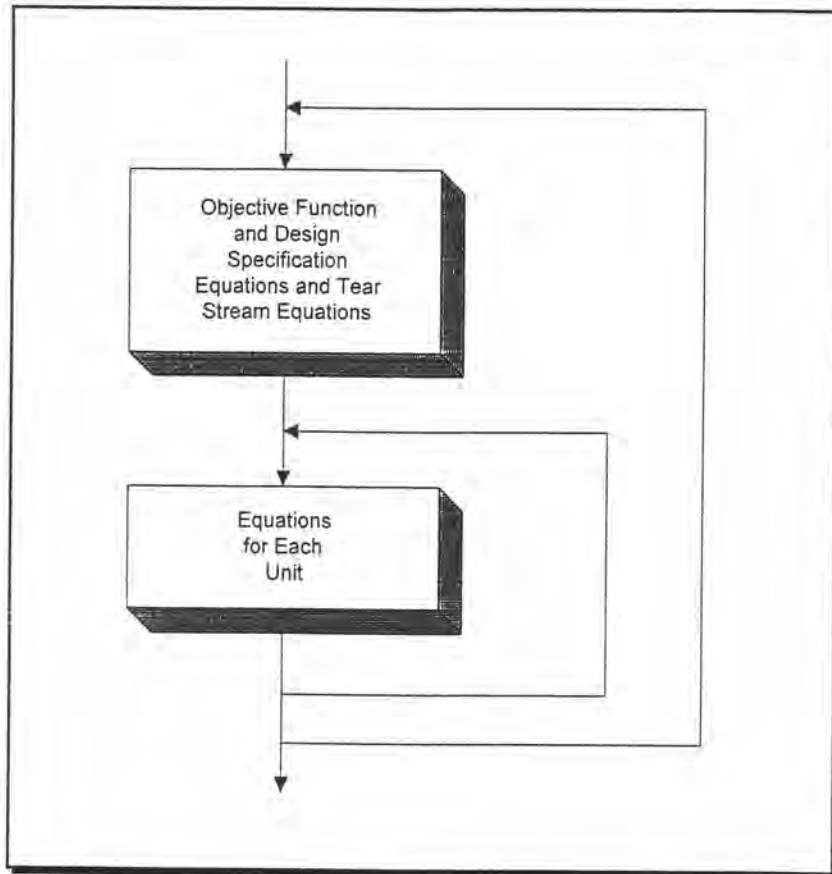 Objective Function
and Design
Specification
Equations and Tear
Stream Equations
Equations
for Each
Unit